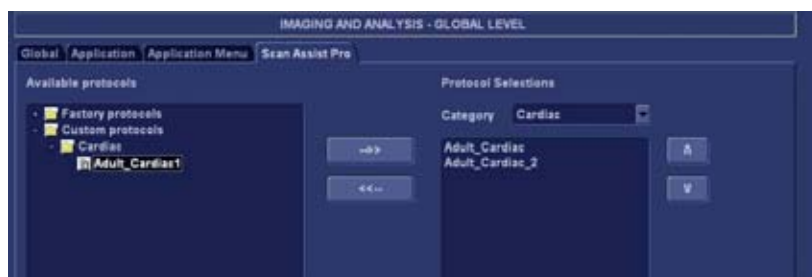 IMAGING AND ANALYSIS - GLOBAL LEVEL
Global Application Application Menu Scan Assist Pro
Available protocols
Factory protocols
Custom protocols
Cardiac
Adult_Cardiac1
-->>
<<--
Protocol Selections
Category Cardiac
Adult_Cardiac
Adult_Cardiac_2